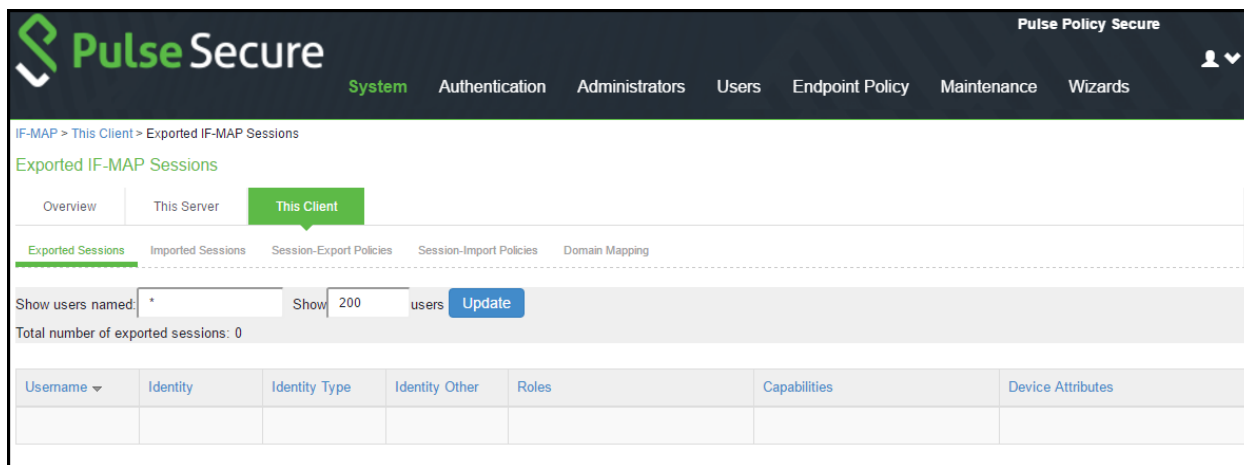 Pulse Policy Secure
Pulse Secure
System Authentication Administrators Users Endpoint Policy Maintenance Wizards
IF-MAP > This Client > Exported IF-MAP Sessions
Exported IF-MAP Sessions
Overview This Server This Client
Exported Sessions Imported Sessions Session-Export Policies Session-Import Policies Domain Mapping
Show users named: * Show 200 users Update
Total number of exported sessions: 0
Username Identity Identity Type Identity Other Roles Capabilities Device Attributes